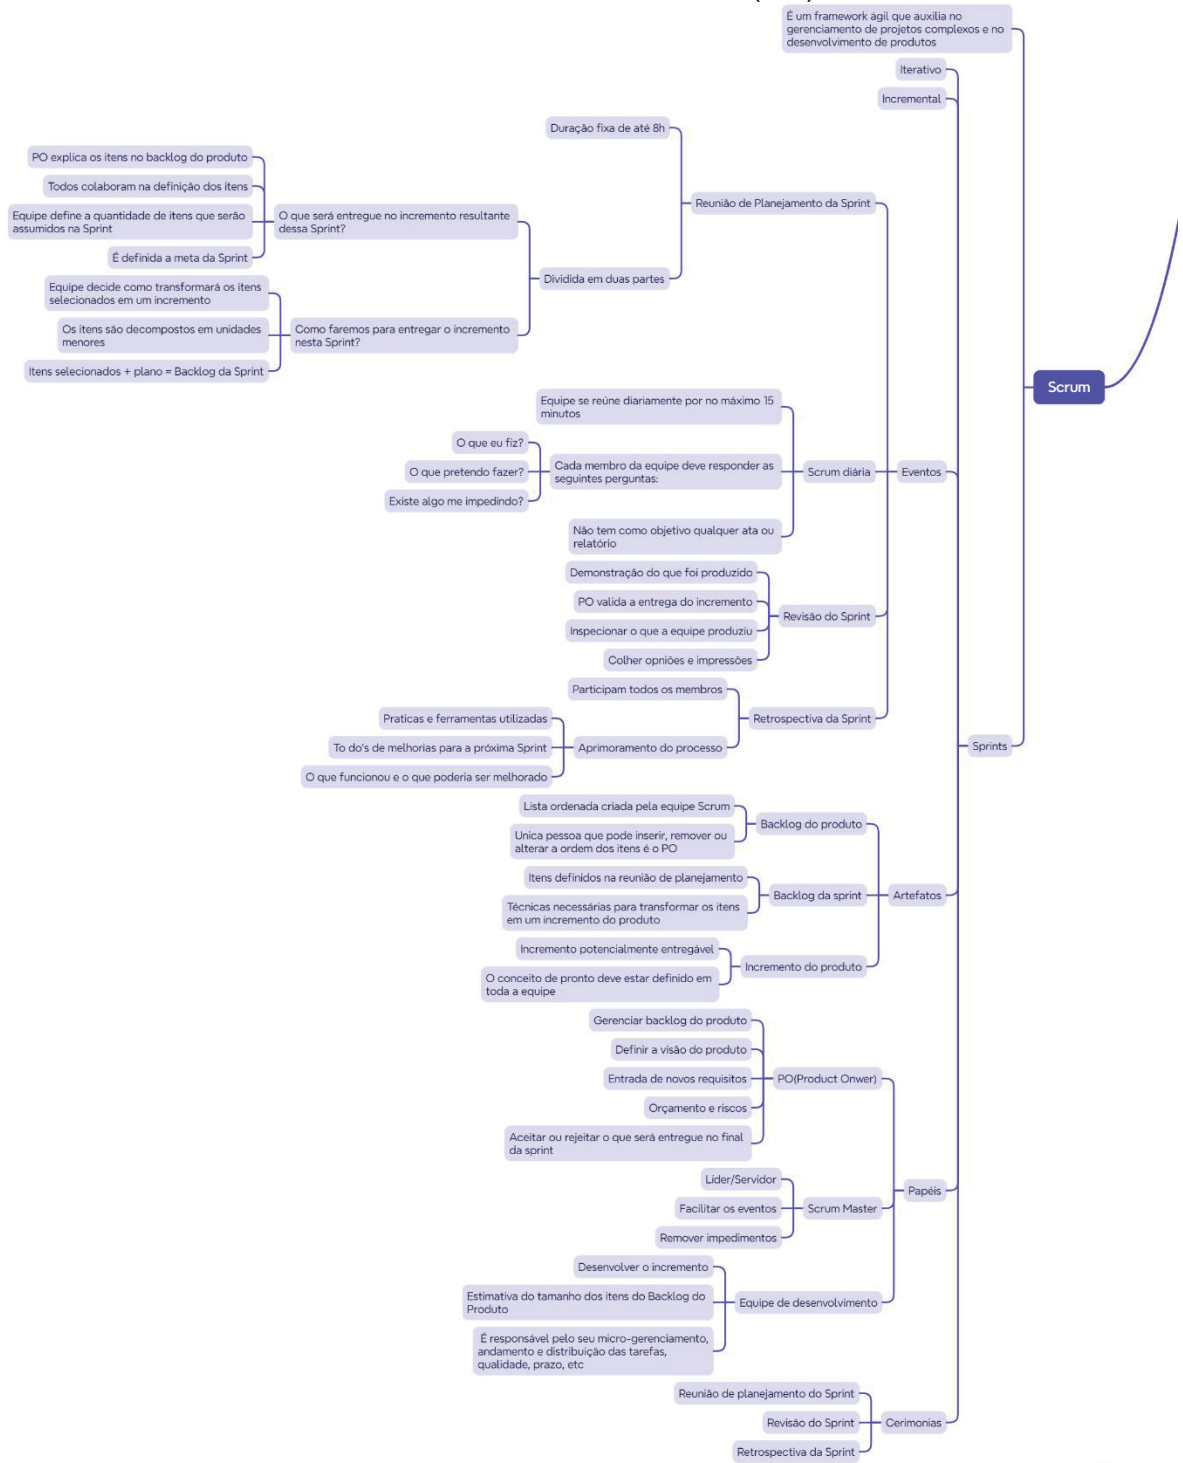 É um framework ágil que auxilia no
gerenciamento de projetos complexos e no
desenvolvimento de produtos
Iterativo
Incremental
Duração fixa de até 8h
PO explica os itens no backlog do produto
Todos colaboram na definição dos itens
Equipe define a quantidade de itens que serão
assumidos na Sprint
É definida a meta da Sprint
O que será entregue no incremento resultante
dessa Sprint?
Reunião de Planejamento da Sprint
Dividida em duas partes
Equipe decide como transformará os itens
selecionados em um incremento
Os itens são decompostos em unidades
menores
Itens selecionados + plano = Backlog da Sprint
Como faremos para entregar o incremento
nesta Sprint?
Scrum
Equipe se reúne diariamente por no máximo 15
minutos
O que eu fiz?
O que pretendo fazer?
Existe algo me impedindo?
Cada membro da equipe deve responder as
seguintes perguntas:
Scrum diária
Eventos
Não tem como objetivo qualquer ata ou
relatório
Demonstração do que foi produzido
PO valida a entrega do incremento
Inspecionar o que a equipe produziu
Colher opniões e impressões
Revisão do Sprint
Participam todos os membros
Praticas e ferramentas utilizadas
To do's de melhorias para a próxima Sprint
O que funcionou e o que poderia ser melhorado
Aprimoramento do processo
Retrospectiva da Sprint
Sprints
Lista ordenada criada pela equipe Scrum
Unica pessoa que pode inserir, remover ou
alterar a ordem dos itens é o PO
Backlog do produto
Itens definidos na reunião de planejamento
Técnicas necessárias para transformar os itens
em um incremento do produto
Backlog da sprint
Artefatos
Incremento potencialmente entregável
O conceito de pronto deve estar definido em
toda a equipe
Incremento do produto
Gerenciar backlog do produto
Definir a visão do produto
Entrada de novos requisitos
Orçamento e riscos
Aceitar ou rejeitar o que será entregue no final
da sprint
PO(Product Onwer)
Líder/Servidor
Facilitar os eventos
Remover impedimentos
Scrum Master
Papéis
Desenvolver o incremento
Estimativa do tamanho dos itens do Backlog do
Produto
É responsável pelo seu micro-gerenciamento,
andamento e distribuição das tarefas,
qualidade, prazo, etc
Equipe de desenvolvimento
Reunião de planejamento do Sprint
Revisão do Sprint
Retrospectiva da Sprint
Cerimonias